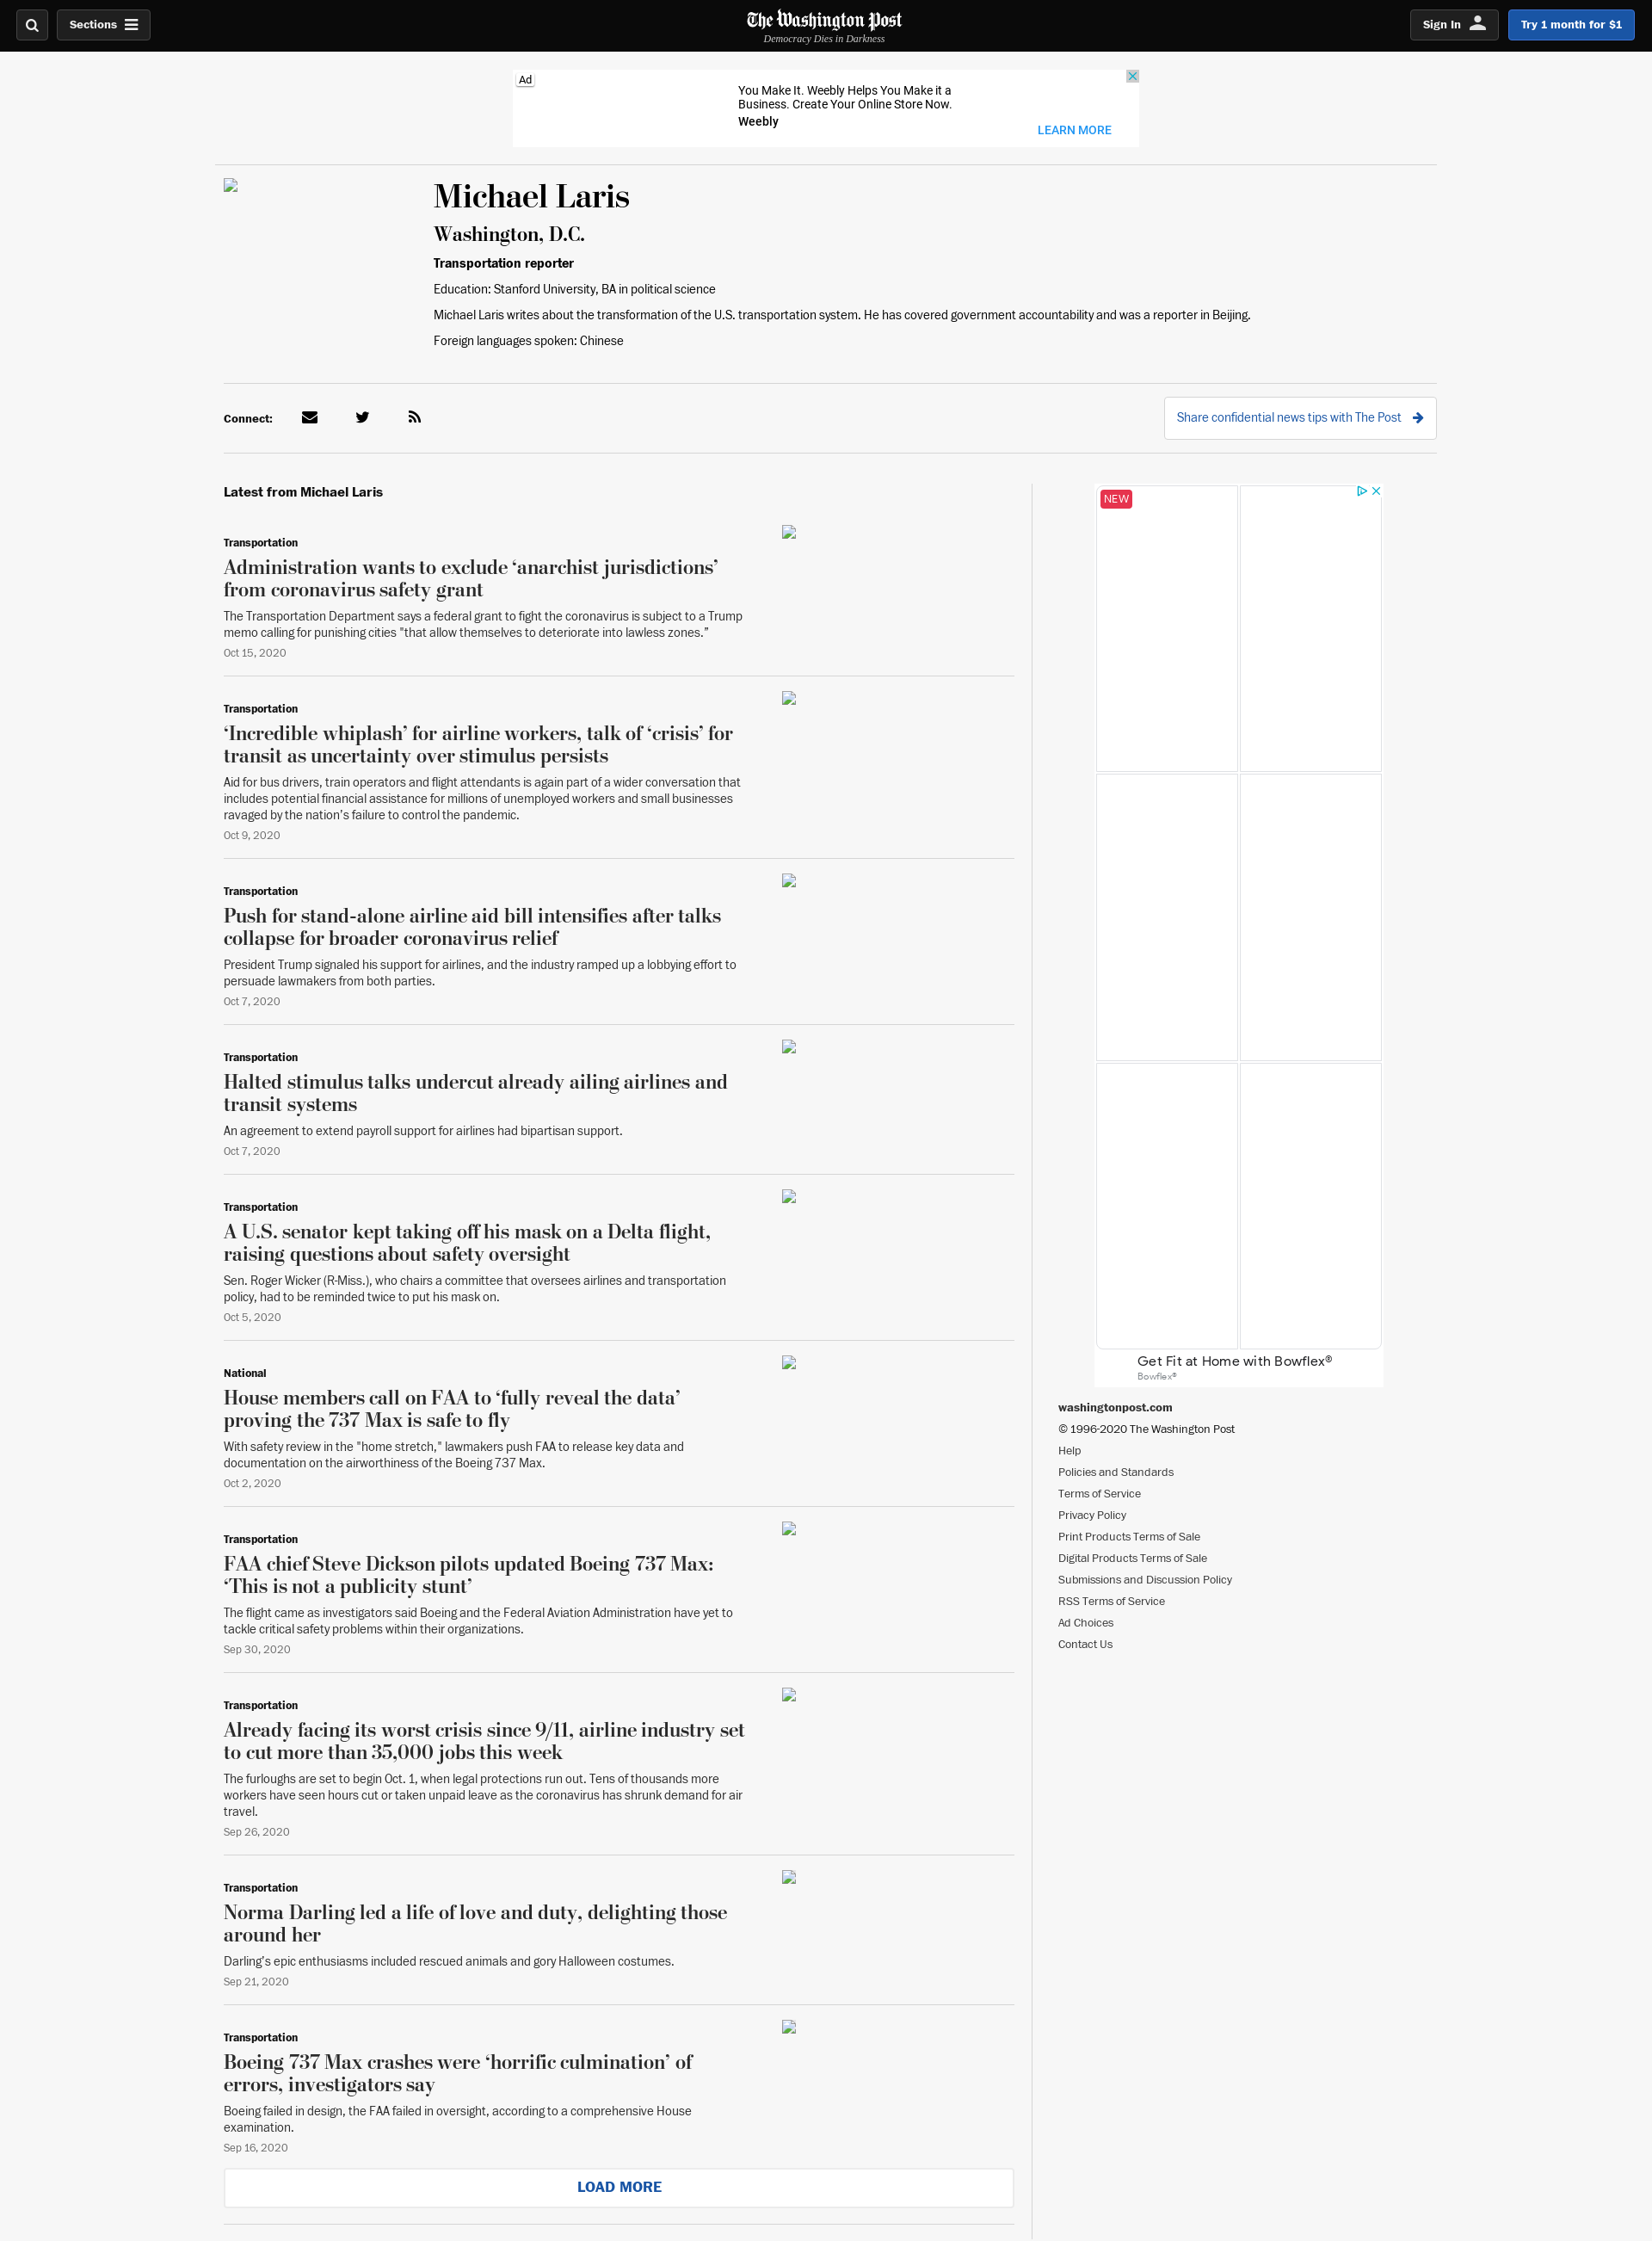 Sections
The Washington Post
Democracy Dies in Darkness
Sign In
Try 1 month for $1
Ad
You Make It. Weebly Helps You Make it a
Business. Create Your Online Store Now.
Weebly
LEARN MORE
Michael Laris
Washington, D.C.
Transportation reporter
Education: Stanford University, BA in political science
Michael Laris writes about the transformation of the U.S. transportation system. He has covered government accountability and was a reporter in Beijing.
Foreign languages spoken: Chinese
Connect:
Share confidential news tips with The Post
Latest from Michael Laris
Transportation
Administration wants to exclude ‘anarchist jurisdictions’
from coronavirus safety grant
The Transportation Department says a federal grant to fight the coronavirus is subject to a Trump
memo calling for punishing cities "that allow themselves to deteriorate into lawless zones.”
Oct 15, 2020
Transportation
‘Incredible whiplash’ for airline workers, talk of ‘crisis’ for
transit as uncertainty over stimulus persists
Aid for bus drivers, train operators and flight attendants is again part of a wider conversation that
includes potential financial assistance for millions of unemployed workers and small businesses
ravaged by the nation’s failure to control the pandemic.
Oct 9, 2020
Transportation
Push for stand-alone airline aid bill intensifies after talks
collapse for broader coronavirus relief
President Trump signaled his support for airlines, and the industry ramped up a lobbying effort to
persuade lawmakers from both parties.
Oct 7, 2020
Transportation
Halted stimulus talks undercut already ailing airlines and
transit systems
An agreement to extend payroll support for airlines had bipartisan support.
Oct 7, 2020
Transportation
A U.S. senator kept taking off his mask on a Delta flight,
raising questions about safety oversight
Sen. Roger Wicker (R-Miss.), who chairs a committee that oversees airlines and transportation
policy, had to be reminded twice to put his mask on.
Oct 5, 2020
National
House members call on FAA to ‘fully reveal the data’
proving the 737 Max is safe to fly
With safety review in the "home stretch," lawmakers push FAA to release key data and
documentation on the airworthiness of the Boeing 737 Max.
Oct 2, 2020
Transportation
FAA chief Steve Dickson pilots updated Boeing 737 Max:
‘This is not a publicity stunt’
The flight came as investigators said Boeing and the Federal Aviation Administration have yet to
tackle critical safety problems within their organizations.
Sep 30, 2020
Transportation
Already facing its worst crisis since 9/11, airline industry set
to cut more than 35,000 jobs this week
The furloughs are set to begin Oct. 1, when legal protections run out. Tens of thousands more
workers have seen hours cut or taken unpaid leave as the coronavirus has shrunk demand for air
travel.
Sep 26, 2020
Transportation
Norma Darling led a life of love and duty, delighting those
around her
Darling’s epic enthusiasms included rescued animals and gory Halloween costumes.
Sep 21, 2020
Transportation
Boeing 737 Max crashes were ‘horrific culmination’ of
errors, investigators say
Boeing failed in design, the FAA failed in oversight, according to a comprehensive House
examination.
Sep 16, 2020
LOAD MORE
NEW
Get Fit at Home with Bowflex®
Bowflex®
washingtonpost.com
© 1996-2020 The Washington Post
Help
Policies and Standards
Terms of Service
Privacy Policy
Print Products Terms of Sale
Digital Products Terms of Sale
Submissions and Discussion Policy
RSS Terms of Service
Ad Choices
Contact Us